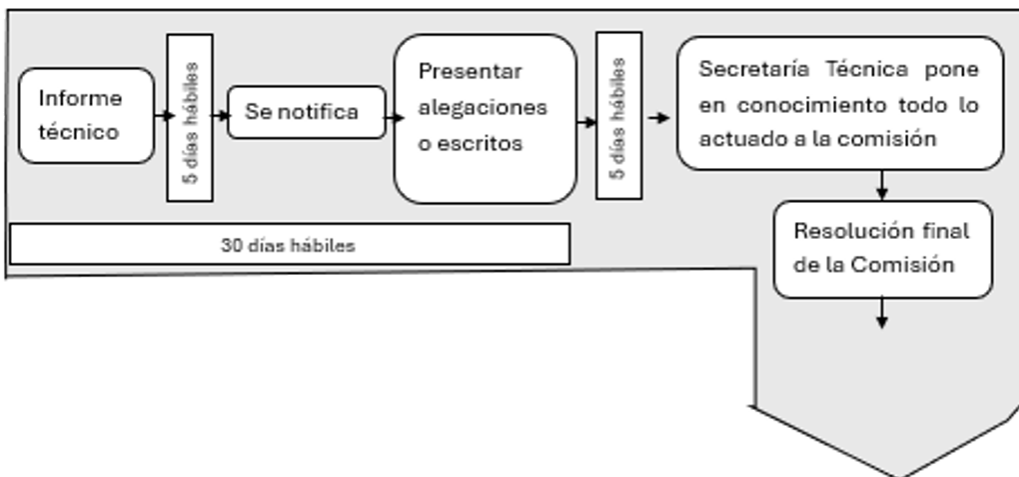 Informe
técnico
5 días hábiles
Se notifica
Presentar
alegaciones
o escritos
5 días hábiles
Secretaría Técnica pone
en conocimiento todo lo
actuado a la comisión
30 días hábiles
Resolución final
de la Comisión